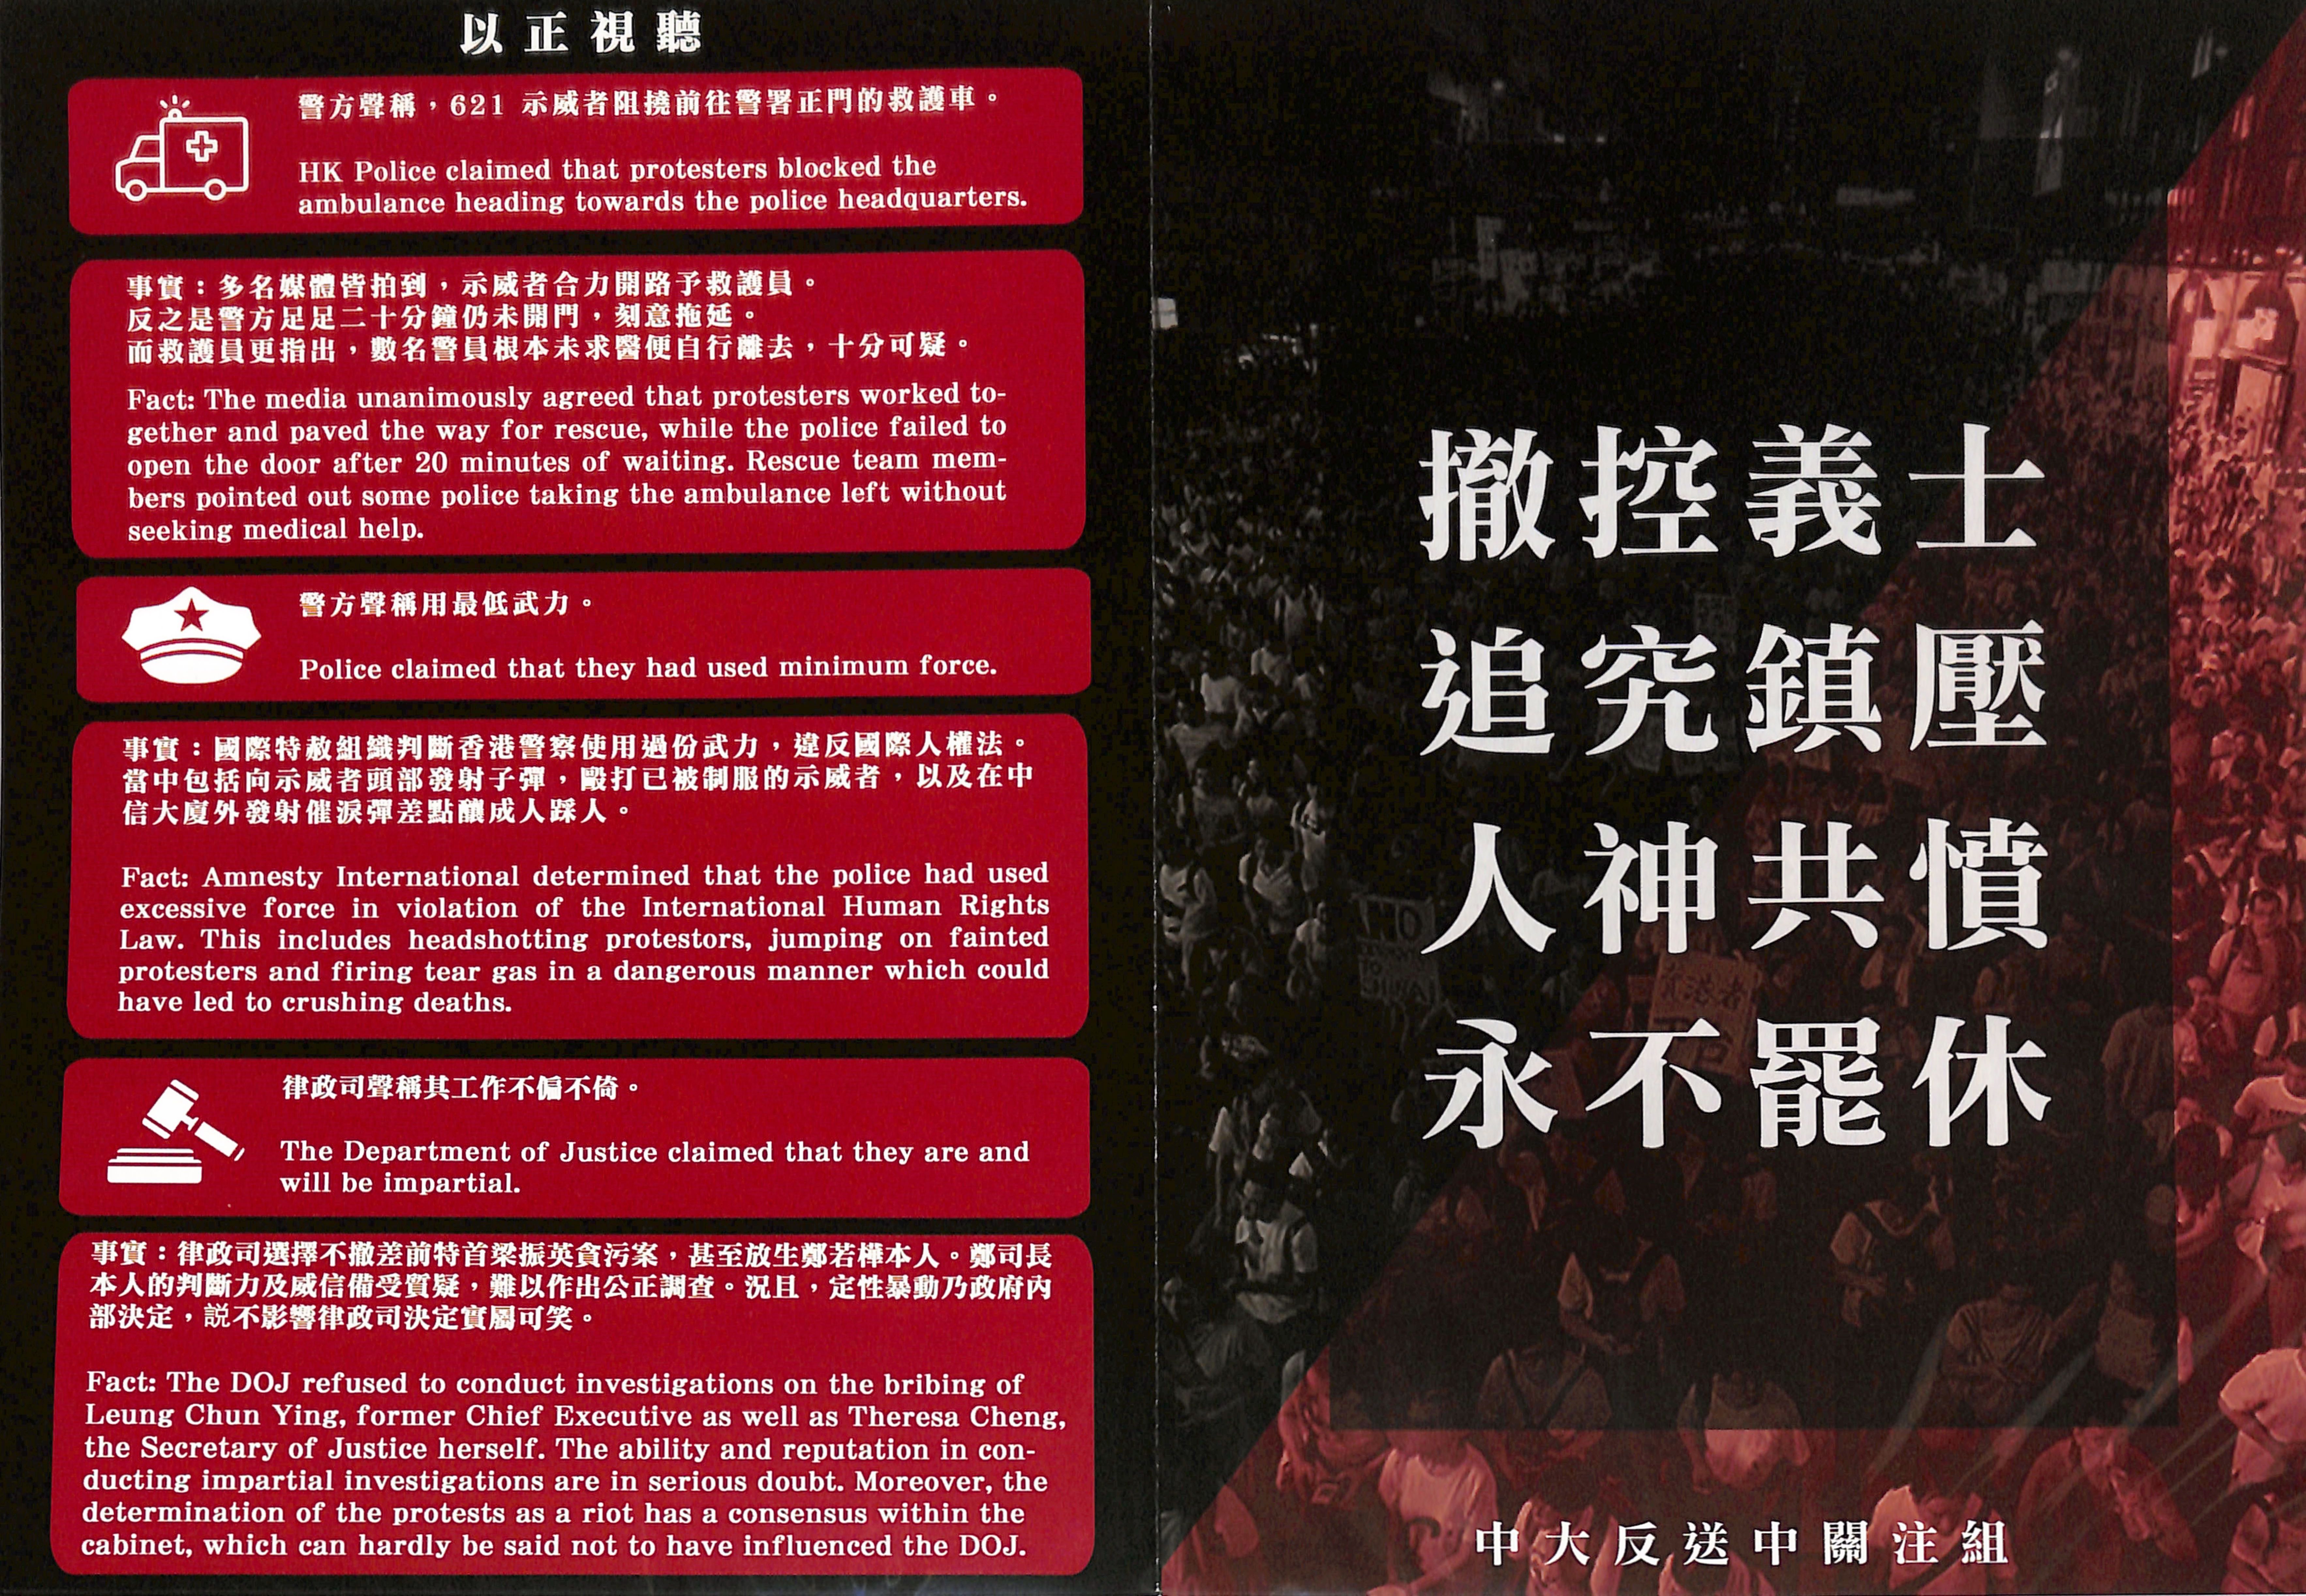 以正視聽
警方聲稱，621 示威者阻撓前往警署正門的救護車。
HK Police claimed that protesters blocked the
ambulance heading towards the police headquarters.
事實：多名媒體皆拍到，示威者合力開路予救護員。
反之是警方足足二十分鐘仍未開門，刻意拖延。
而救護員更指出，數名警員根本未求醫便自行離去，十分可疑。
Fact: The media unanimously agreed that protesters worked to-
gether and paved the way for rescue, while the police failed to
open the door after 20 minutes of waiting. Rescue team mem-
bers pointed out some police taking the ambulance left without
seeking medical help.
警方聲稱用最低武力。
Police claimed that they had used minimum force.
事實：國際特赦組織判斷香港警察使用過份武力，違反國際人權法。
當中包括向示威者頭部發射子彈，毆打已被制服的示威者，以及在中
信大廈外發射催淚彈差點釀成人踩人。
Fact: Amnesty International determined that the police had used
excessive force in violation of the International Human Rights
Law. This includes headshotting protestors, jumping on fainted
protesters and firing tear gas in a dangerous manner which could
have led to crushing deaths.
律政司聲稱其工作不偏不倚。
The Department of Justice claimed that they are and
will be impartial.
事實：律政司選擇不撤差前特首梁振英貪污案，甚至放生鄭若樺本人。鄭司長
本人的判斷力及威信備受質疑，難以作出公正調查。況且，定性暴動乃政府內
部決定，說不影響律政司決定實屬可笑。
Fact: The DOJ refused to conduct investigations on the bribing of
Leung Chun Ying, former Chief Executive as well as Theresa Cheng,
the Secretary of Justice herself. The ability and reputation in con-
ducting impartial investigations are in serious doubt. Moreover, the
determination of the protests as a riot has a consensus within the
cabinet, which can hardly be said not to have influenced the DOJ.
撤控義士
追究鎮壓
人神共憤
永不罷休
NO
香港者
中大反送中關注組